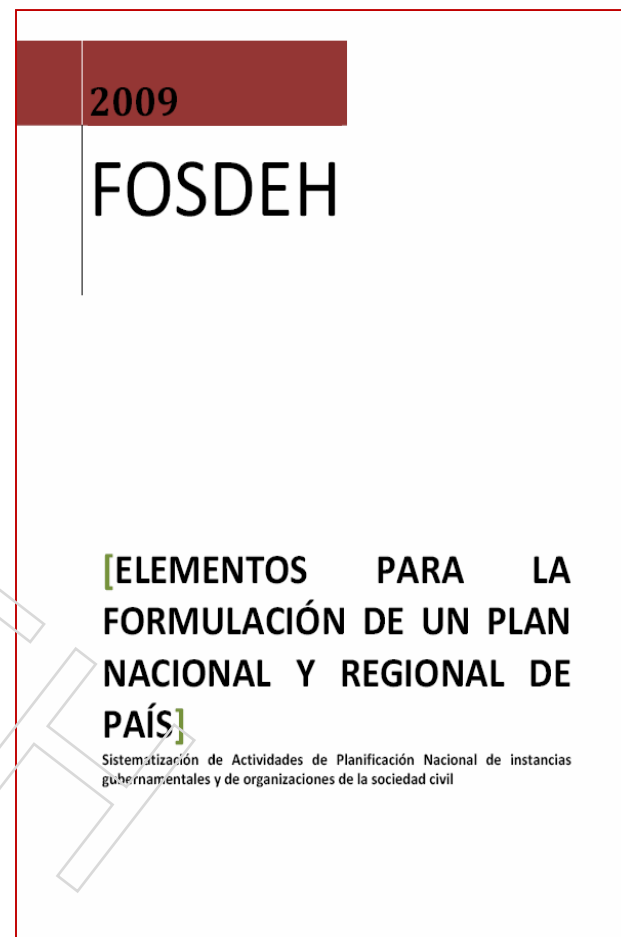 2009
FOSDEH
[ELEMENTOS PARA LA
FORMULACIÓN DE UN PLAN
NACIONAL Y REGIONAL DE
PAÍS]
Sistematización de Actividades de Planificación Nacional de instancias
gubernamentales y de organizaciones de la sociedad civil